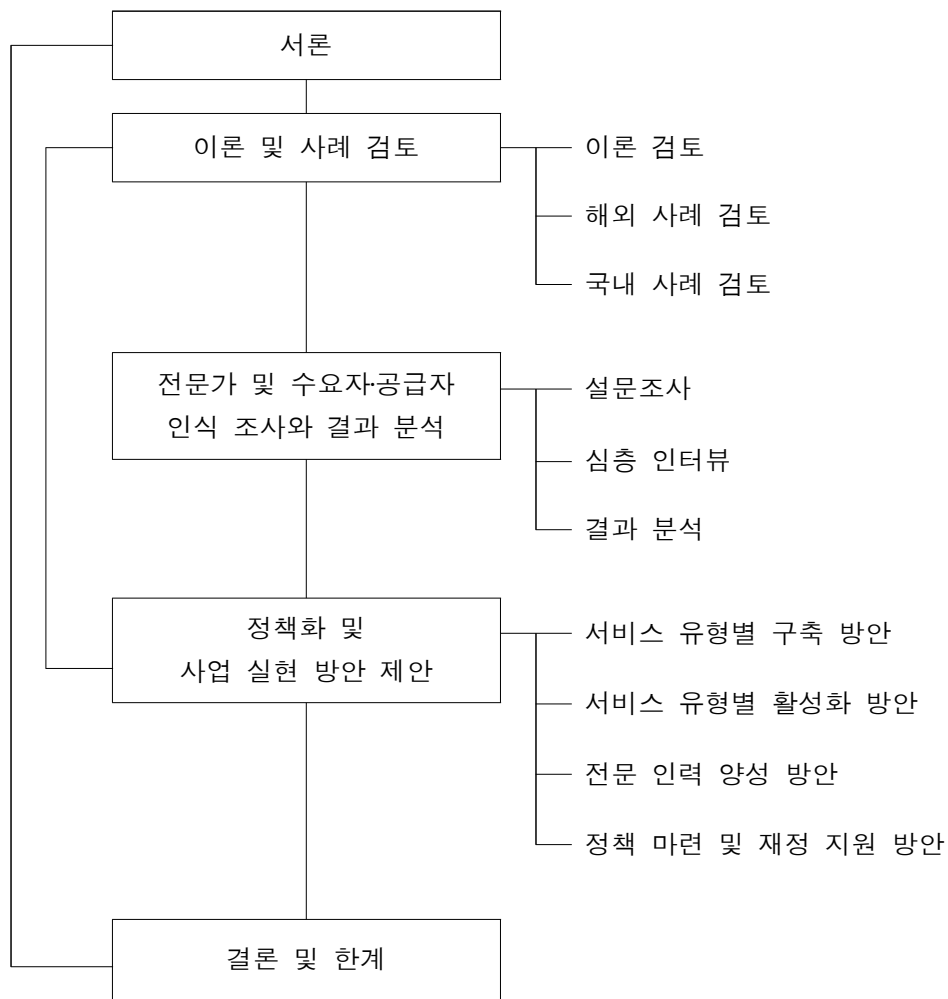 서론
이론 및 사례 검토
이론 검토
해외 사례 검토
국내 사례 검토
전문가 및 수요자·공급자
인식 조사와 결과 분석
설문조사
심층 인터뷰
결과 분석
정책화 및
사업 실현 방안 제안
서비스 유형별 구축 방안
서비스 유형별 활성화 방안
전문 인력 양성 방안
정책 마련 및 재정 지원 방안
결론 및 한계